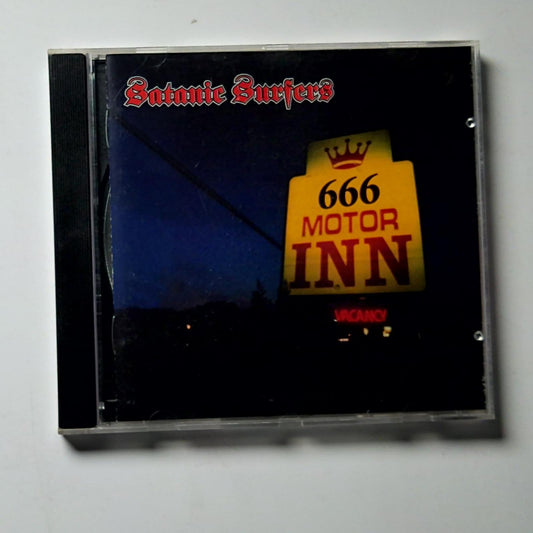 Satanic Surfers
666
MOTOR
INN
VACANCY